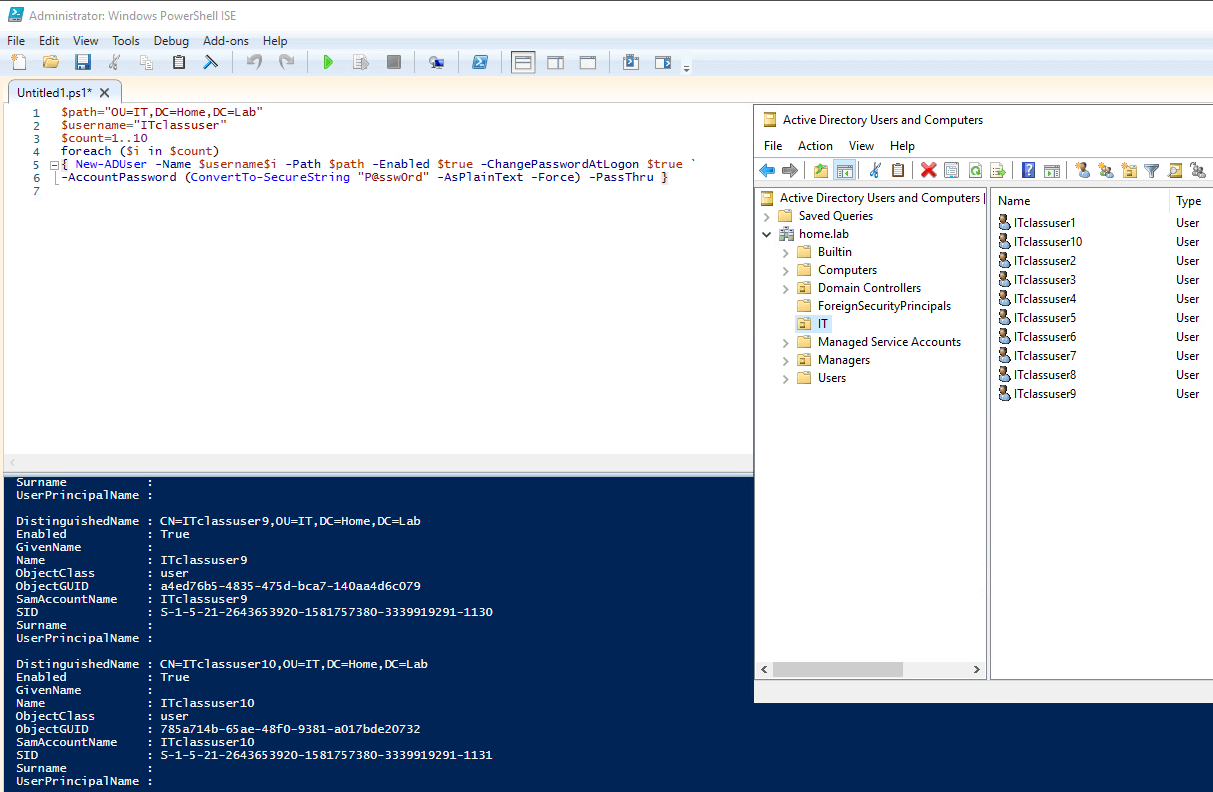 Administrator: Windows PowerShell ISE
File Edit View Tools Debug Add-ons Help
Untitled1.ps1* X
1 $path="OU=IT,DC=Home,DC=Lab"
2 $username="ITclassuser"
3 $count=1..10
4 foreach ($i in $count)
5 { New-ADUser -Name $username$i -Path $path -Enabled $true -ChangePasswordAtLogon $true `
6 -AccountPassword (ConvertTo-SecureString "P@ssw0rd" -AsPlainText -Force) -PassThru }
7
Surname :
UserPrincipalName :
DistinguishedName : CN=ITclassuser9,OU=IT,DC=Home,DC=Lab
Enabled : True
GivenName :
Name : ITclassuser9
ObjectClass : user
ObjectGUID : a4ed76b5-4835-475d-bca7-140aa4d6c079
SamAccountName : ITclassuser9
SID : S-1-5-21-2643653920-1581757380-3339919291-1130
Surname :
UserPrincipalName :
DistinguishedName : CN=ITclassuser10,OU=IT,DC=Home,DC=Lab
Enabled : True
GivenName :
Name : ITclassuser10
ObjectClass : user
ObjectGUID : 785a714b-65ae-48f0-9381-a017bde20732
SamAccountName : ITclassuser10
SID : S-1-5-21-2643653920-1581757380-3339919291-1131
Surname :
UserPrincipalName :
Active Directory Users and Computers
File Action View Help
Active Directory Users and Computers [
Saved Queries
home.lab
Builtin
Computers
Domain Controllers
ForeignSecurityPrincipals
IT
Managed Service Accounts
Managers
Users
Name Type
ITclassuser1 User
ITclassuser10 User
ITclassuser2 User
ITclassuser3 User
ITclassuser4 User
ITclassuser5 User
ITclassuser6 User
ITclassuser7 User
ITclassuser8 User
ITclassuser9 User